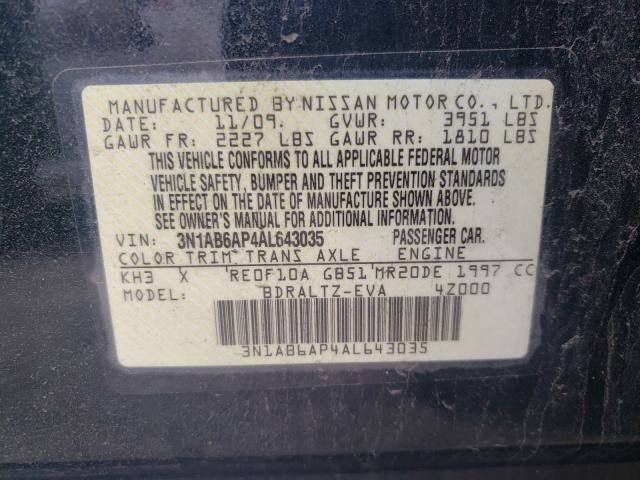 MANUFACTURED BY NISSAN MOTOR CO., LTD.
DATE: 11/09. GVWR: 3951 LBS
GAWR FR: 2227 LBS GAWR RR: 1810 LBS
THIS VEHICLE CONFORMS TO ALL APPLICABLE FEDERAL MOTOR
VEHICLE SAFETY, BUMPER AND THEFT PREVENTION STANDARDS
IN EFFECT ON THE DATE OF MANUFACTURE SHOWN ABOVE.
SEE OWNER'S MANUAL FOR ADDITIONAL INFORMATION.
VIN: 3N1AB6AP4AL643035 PASSENGER CAR.
COLOR TRIM TRANS AXLE ENGINE
KH3 X RE0F10A GB51 MR20DE 1997 CC
MODEL: BDRALTZ-EVA 4Z000
3N1AB6AP4AL643035